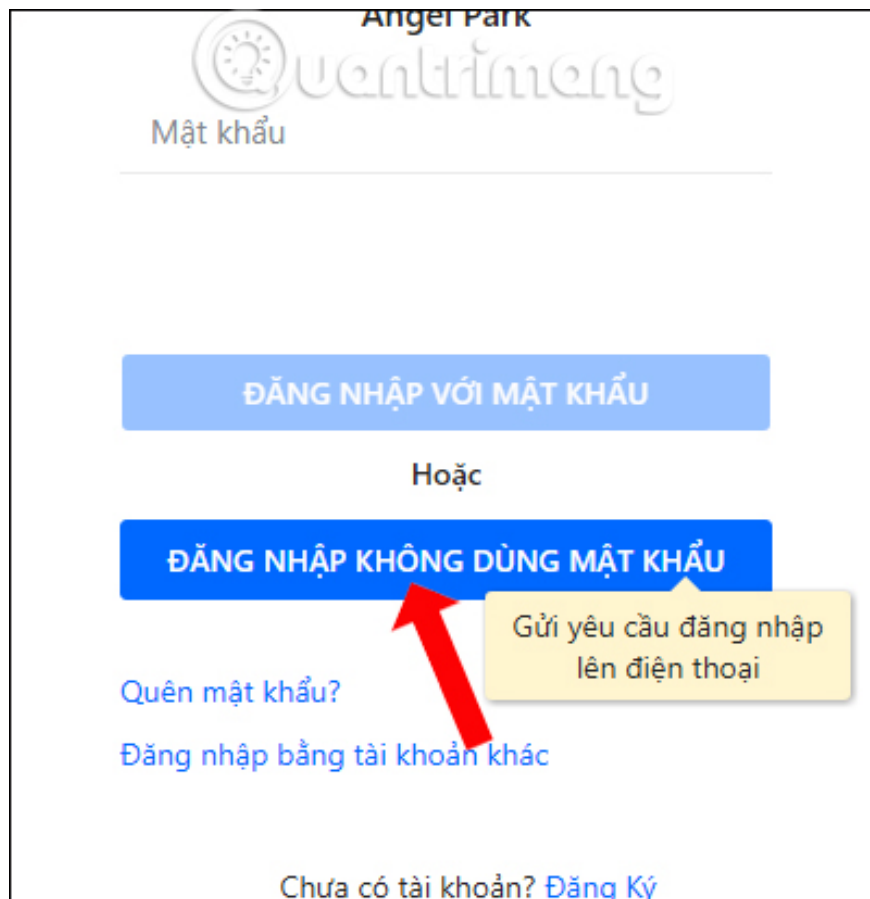 Angel Park
Quantrimang
Mật khẩu
ĐĂNG NHẬP VỚI MẬT KHẨU
Hoặc
ĐĂNG NHẬP KHÔNG DÙNG MẬT KHẨU
Gửi yêu cầu đăng nhập
lên điện thoại
Quên mật khẩu?
Đăng nhập bằng tài khoản khác
Chưa có tài khoản? Đăng Ký